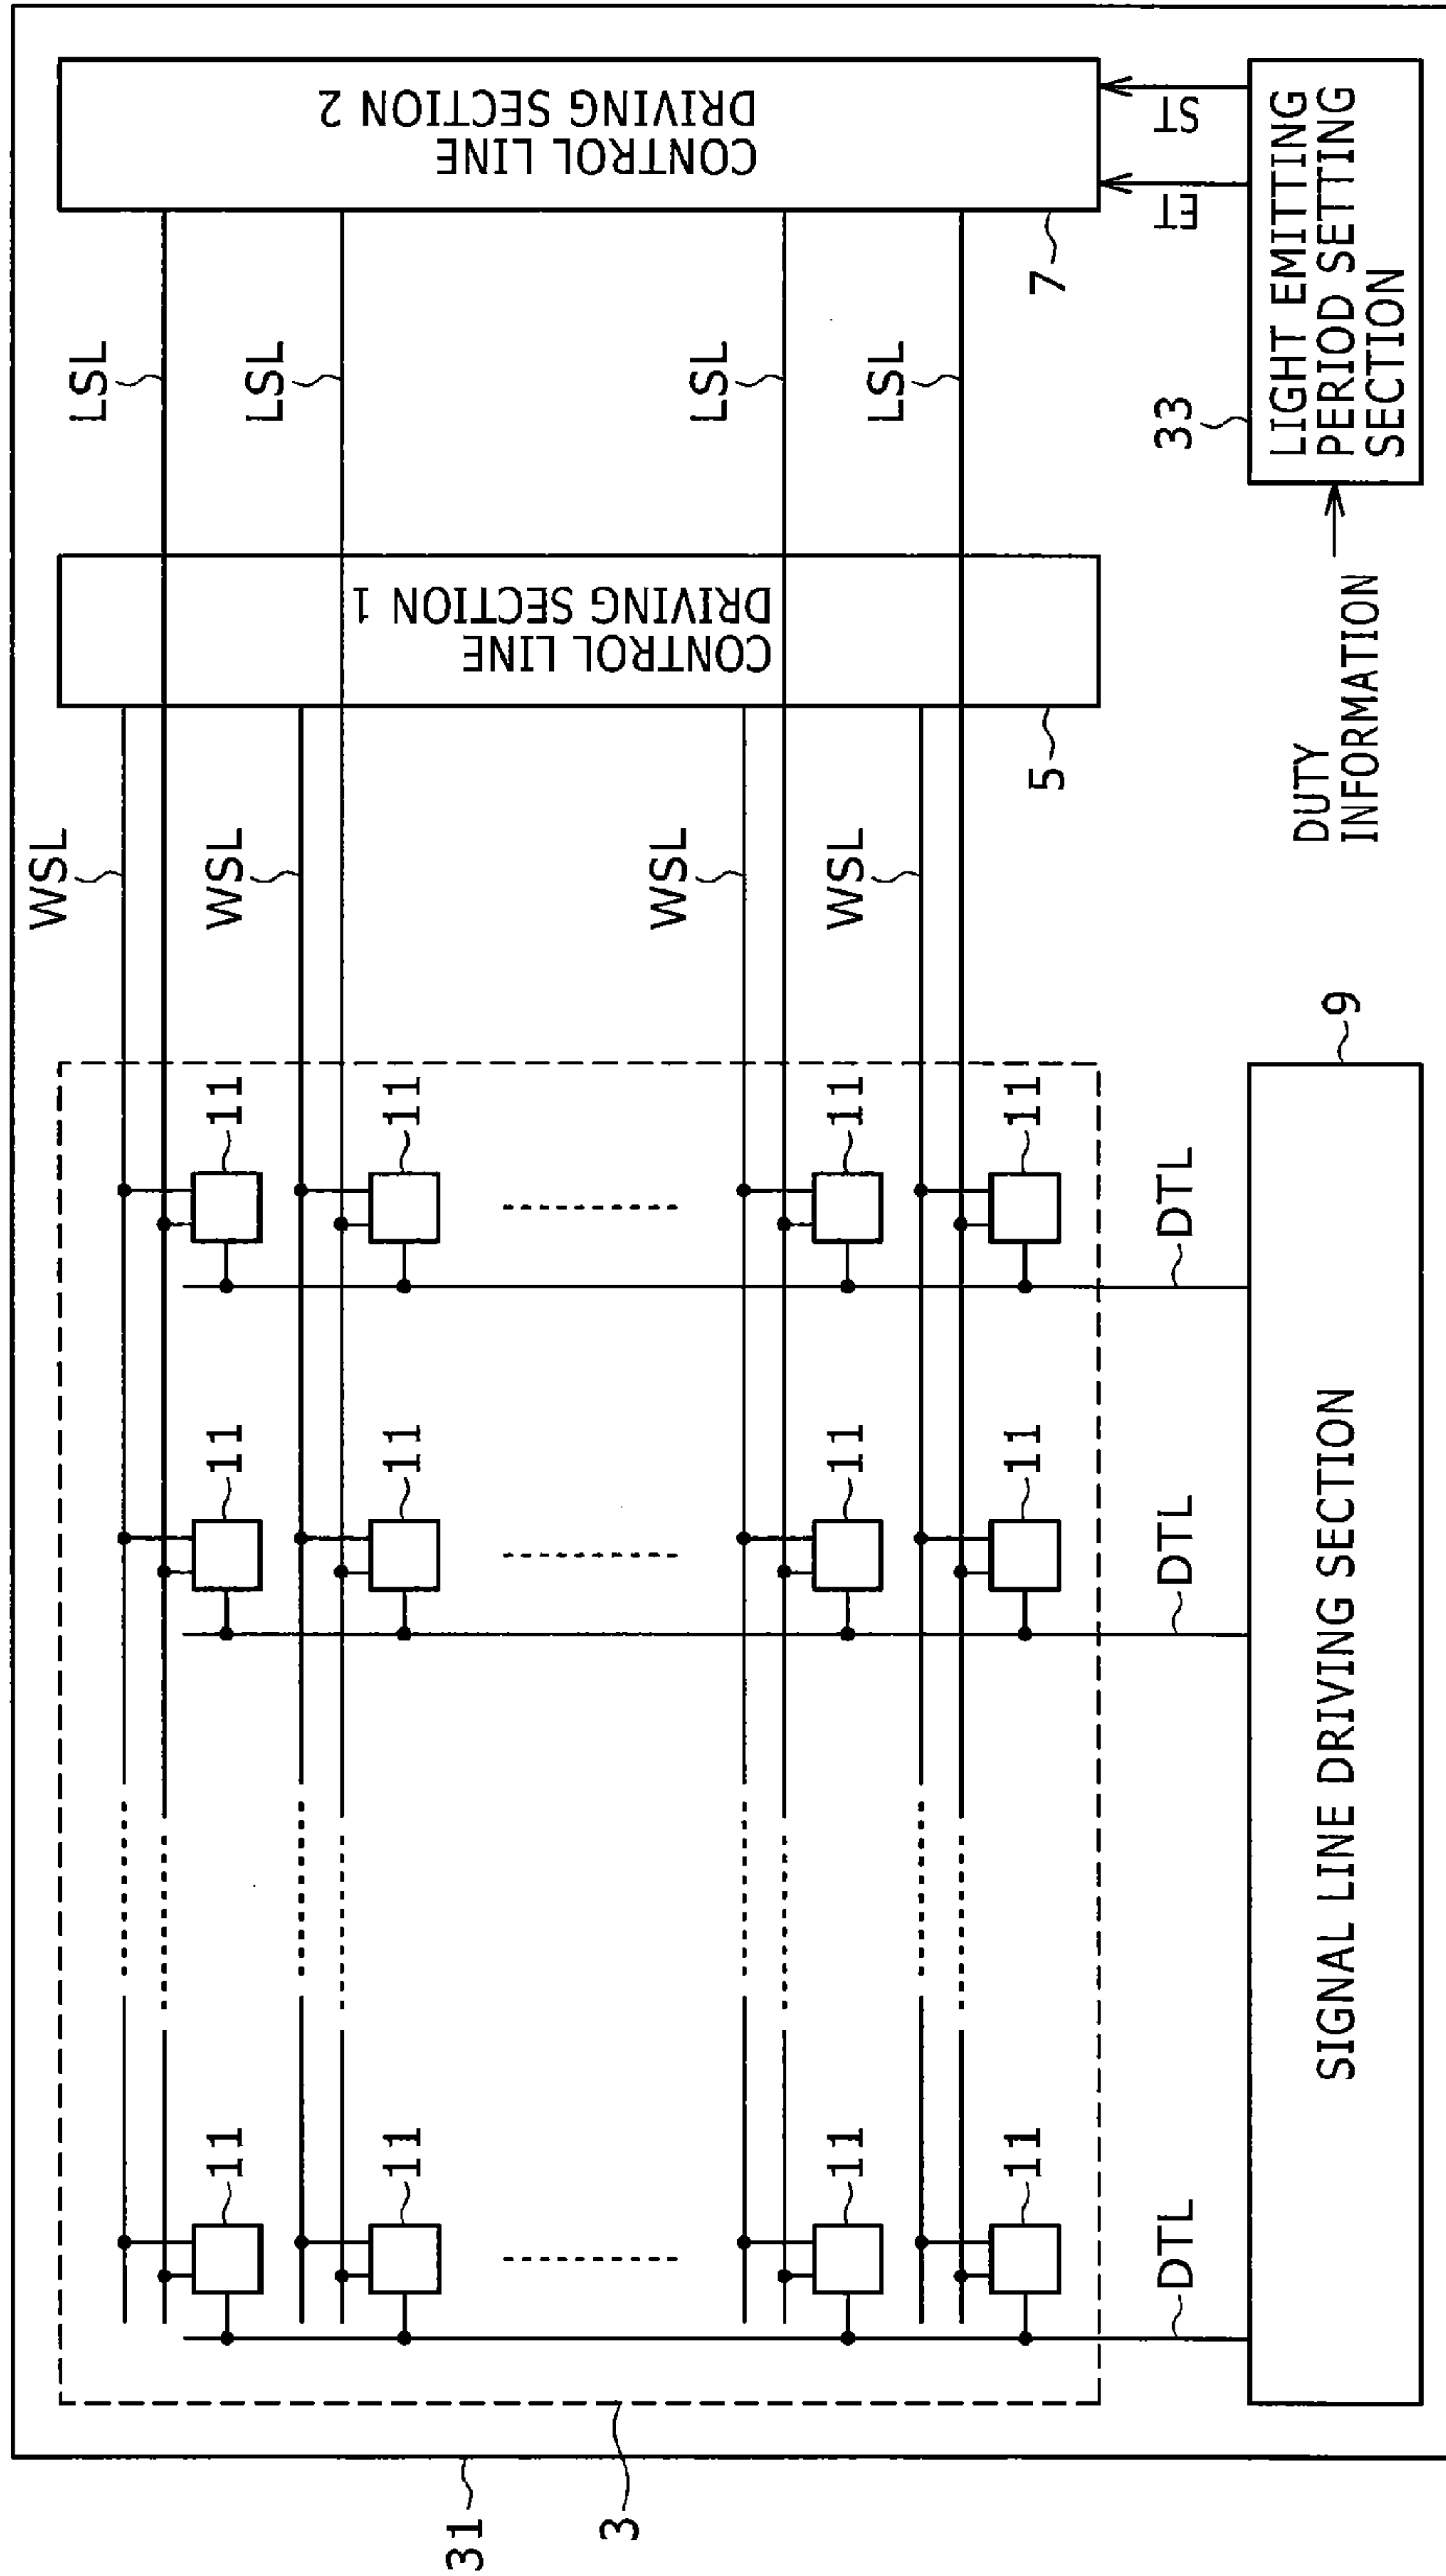 WSL
LSL
11
11
11
WSL
LSL
11
11
11
31
3
CONTROL LINE
DRIVING SECTION 1
CONTROL LINE
DRIVING SECTION 2
WSL
LSL
11
11
11
WSL
LSL
11
11
11
5
7
DTL
DTL
DTL
33
ET
ST
SIGNAL LINE DRIVING SECTION
9
DUTY
INFORMATION
LIGHT EMITTING
PERIOD SETTING
SECTION